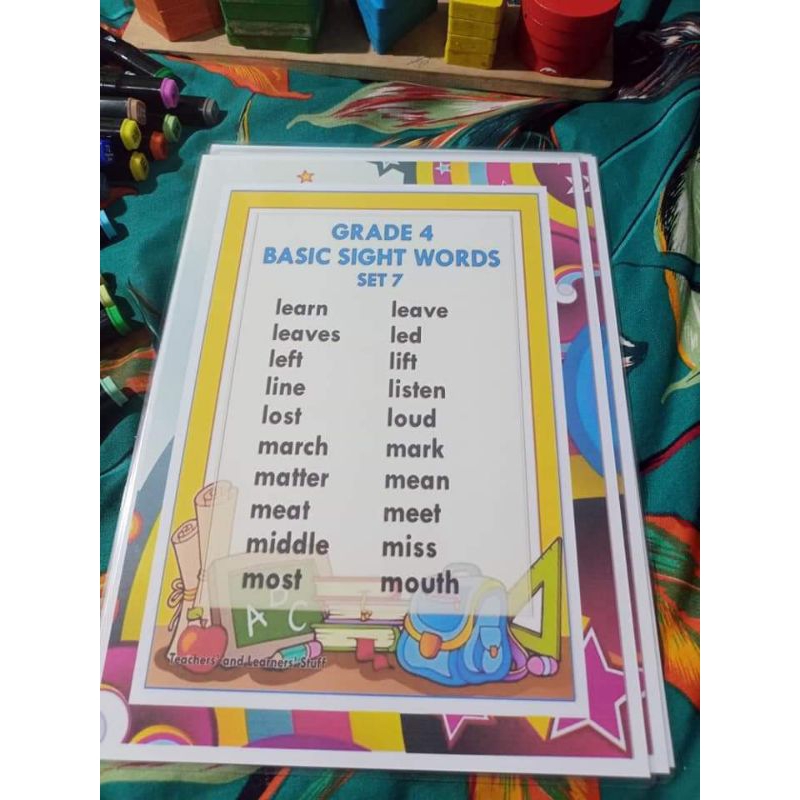 GRADE 4
BASIC SIGHT WORDS
SET 7
learn leave
leaves led
left lift
line listen
lost loud
march mark
matter mean
meat meet
middle miss
most mouth
A B C
Teachers' and Learners' Stuff